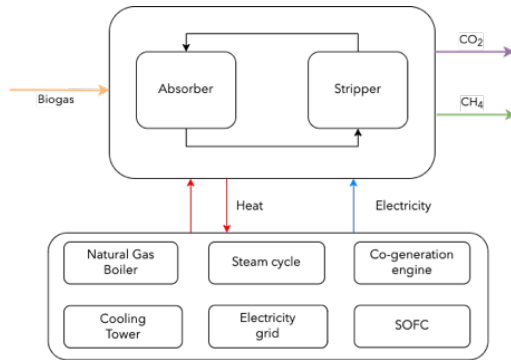 CO2
Absorber
Stripper
Biogas
CH4
Heat
Electricity
Natural Gas
Boiler
Steam cycle
Co-generation
engine
Cooling
Tower
Electricity
grid
SOFC